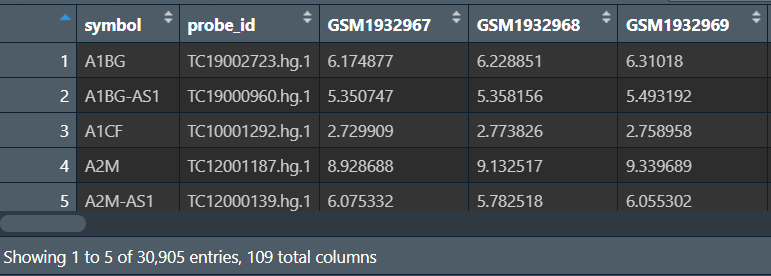 symbol probe_id GSM1932967 GSM1932968 GSM1932969
1 A1BG TC19002723.hg.1 6.174877 6.228851 6.31018
2 A1BG-AS1 TC19000960.hg.1 5.350747 5.358156 5.493192
3 A1CF TC10001292.hg.1 2.729909 2.773826 2.758958
4 A2M TC12001187.hg.1 8.928688 9.132517 9.339689
5 A2M-AS1 TC12000139.hg.1 6.075332 5.782518 6.055302
Showing 1 to 5 of 30,905 entries, 109 total columns